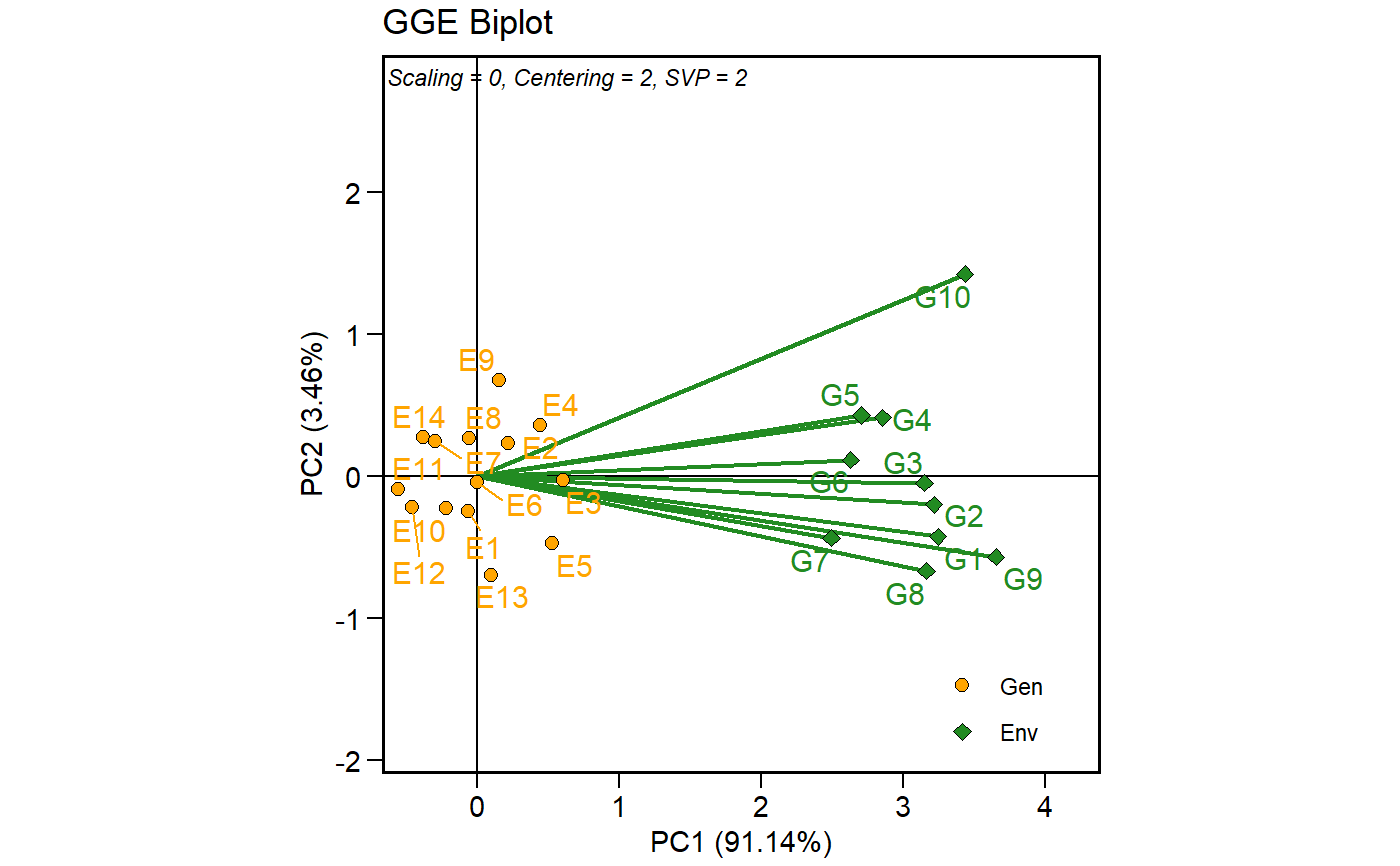 GGE Biplot
Scaling = 0, Centering = 2, SVP = 2
PC2 (3.46%)
2
1
0
-1
-2
G10
E9
G5
E4
E14
E8
G4
E2
E7
G3
E11
G6
E6
E3
G2
E10
E1
G7
G1
E5
E12
G9
G8
E13
Gen
Env
0 1 2 3 4
PC1 (91.14%)